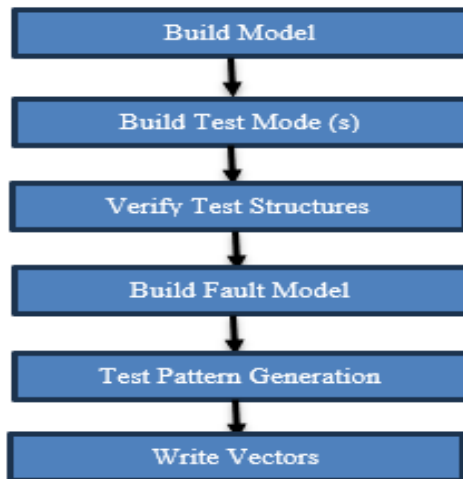 Build Model
Build Test Mode (s)
Verify Test Structures
Build Fault Model
Test Pattern Generation
Write Vectors